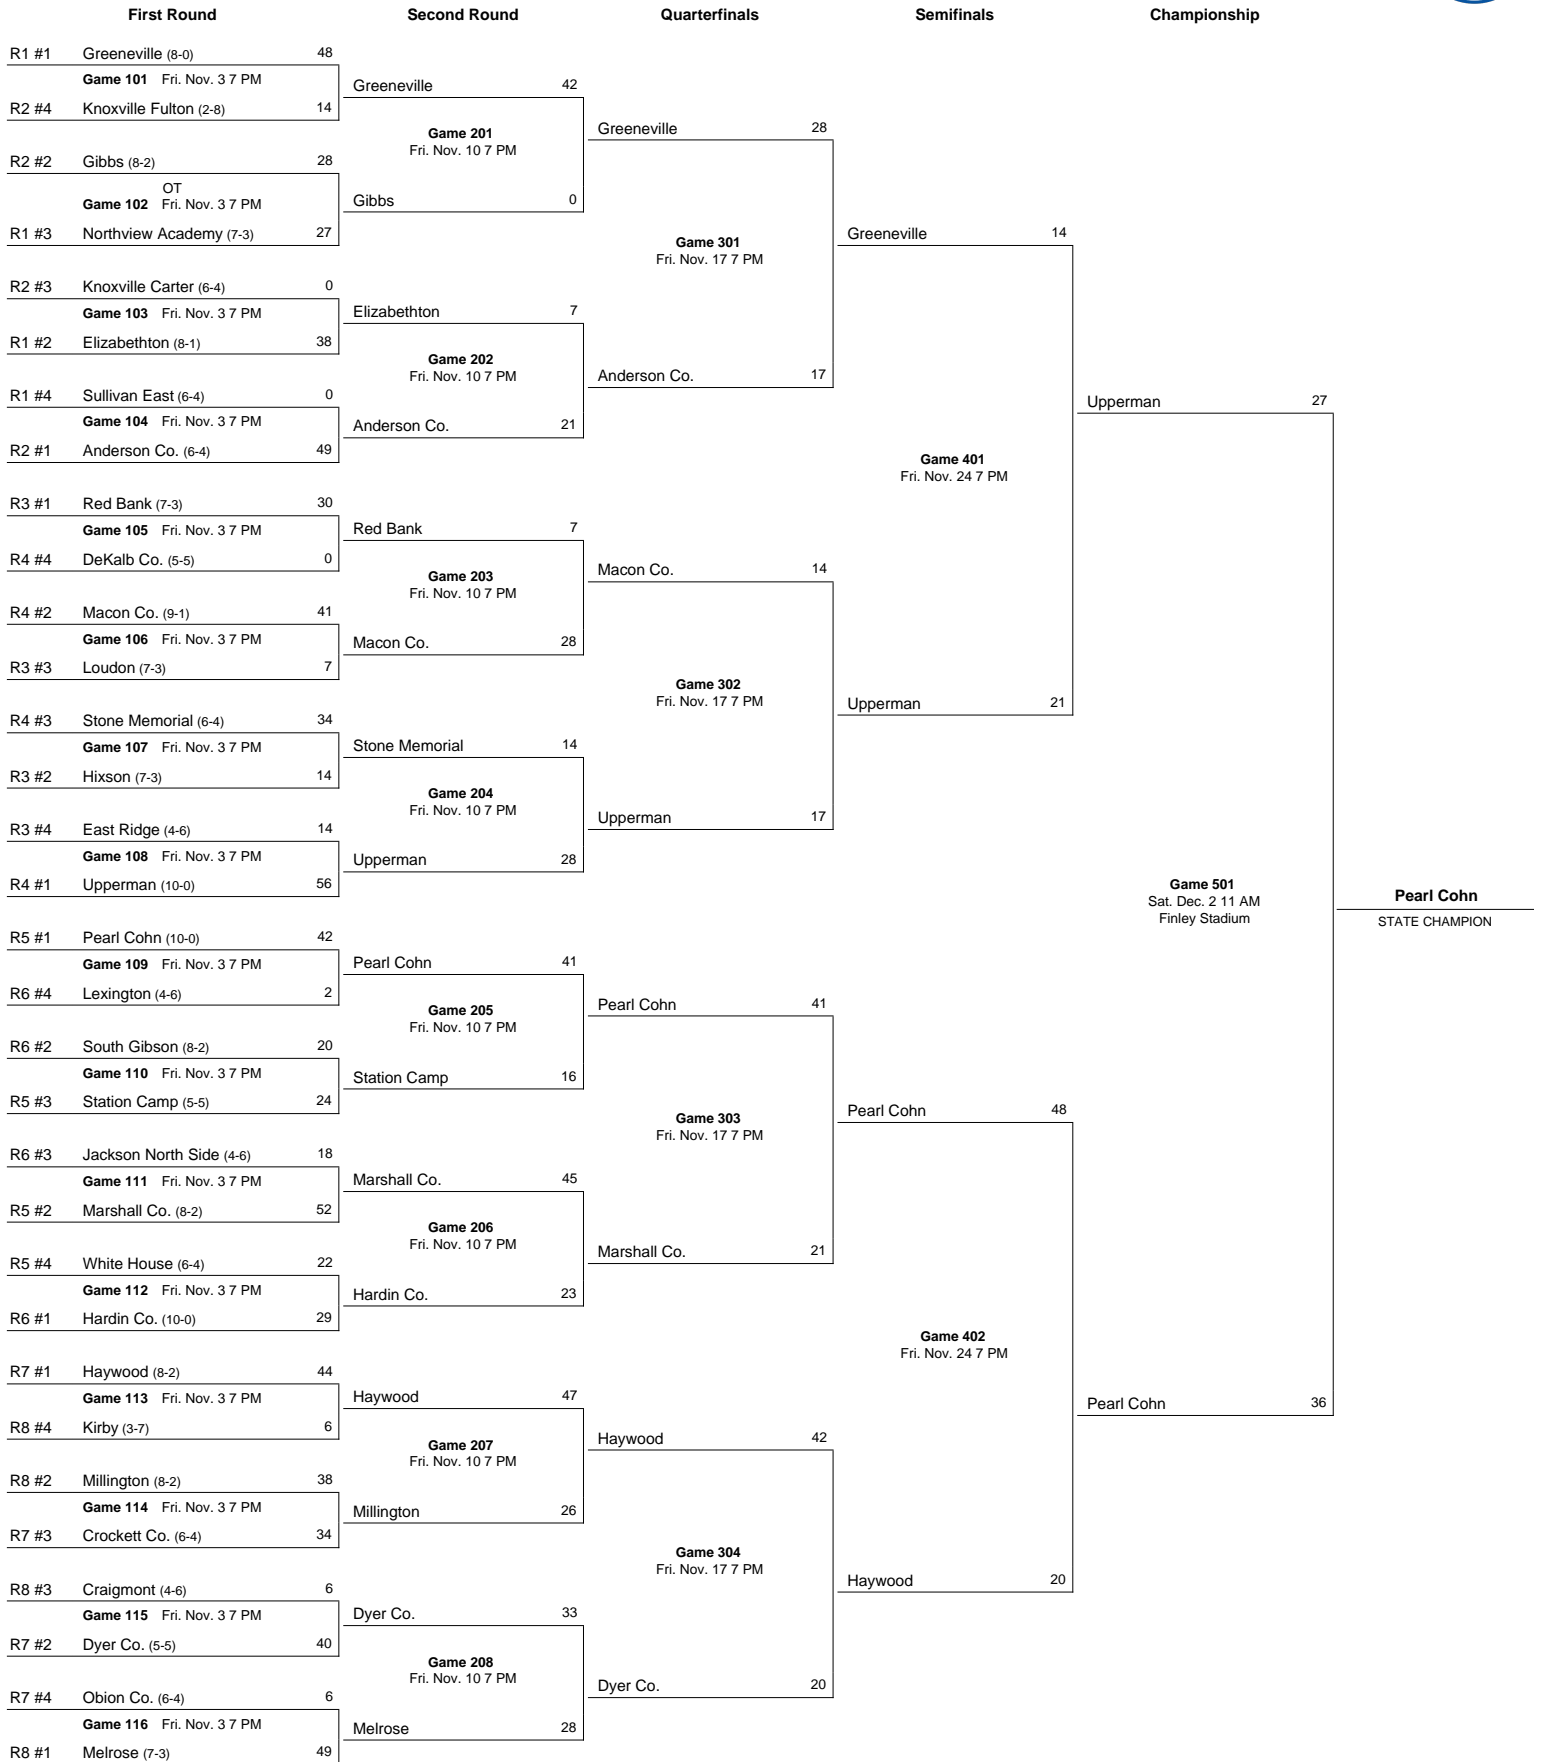 First Round Second Round Quarterfinals Semifinals Championship
R1 #1 Greeneville (8-0) 48
Game 101 Fri. Nov. 3 7 PM
R2 #4 Knoxville Fulton (2-8) 14
R2 #2 Gibbs (8-2) 28
OT
Game 102 Fri. Nov. 3 7 PM
R1 #3 Northview Academy (7-3) 27
R2 #3 Knoxville Carter (6-4) 0
Game 103 Fri. Nov. 3 7 PM
R1 #2 Elizabethton (8-1) 38
R1 #4 Sullivan East (6-4) 0
Game 104 Fri. Nov. 3 7 PM
R2 #1 Anderson Co. (6-4) 49
R3 #1 Red Bank (7-3) 30
Game 105 Fri. Nov. 3 7 PM
R4 #4 DeKalb Co. (5-5) 0
R4 #2 Macon Co. (9-1) 41
Game 106 Fri. Nov. 3 7 PM
R3 #3 Loudon (7-3) 7
R4 #3 Stone Memorial (6-4) 34
Game 107 Fri. Nov. 3 7 PM
R3 #2 Hixson (7-3) 14
R3 #4 East Ridge (4-6) 14
Game 108 Fri. Nov. 3 7 PM
R4 #1 Upperman (10-0) 56
R5 #1 Pearl Cohn (10-0) 42
Game 109 Fri. Nov. 3 7 PM
R6 #4 Lexington (4-6) 2
R6 #2 South Gibson (8-2) 20
Game 110 Fri. Nov. 3 7 PM
R5 #3 Station Camp (5-5) 24
R6 #3 Jackson North Side (4-6) 18
Game 111 Fri. Nov. 3 7 PM
R5 #2 Marshall Co. (8-2) 52
R5 #4 White House (6-4) 22
Game 112 Fri. Nov. 3 7 PM
R6 #1 Hardin Co. (10-0) 29
R7 #1 Haywood (8-2) 44
Game 113 Fri. Nov. 3 7 PM
R8 #4 Kirby (3-7) 6
R8 #2 Millington (8-2) 38
Game 114 Fri. Nov. 3 7 PM
R7 #3 Crockett Co. (6-4) 34
R8 #3 Craigmont (4-6) 6
Game 115 Fri. Nov. 3 7 PM
R7 #2 Dyer Co. (5-5) 40
R7 #4 Obion Co. (6-4) 6
Game 116 Fri. Nov. 3 7 PM
R8 #1 Melrose (7-3) 49
Greeneville 42
Game 201
Fri. Nov. 10 7 PM
Gibbs 0
Elizabethton 7
Game 202
Fri. Nov. 10 7 PM
Anderson Co. 21
Red Bank 7
Game 203
Fri. Nov. 10 7 PM
Macon Co. 28
Stone Memorial 14
Game 204
Fri. Nov. 10 7 PM
Upperman 28
Pearl Cohn 41
Game 205
Fri. Nov. 10 7 PM
Station Camp 16
Marshall Co. 45
Game 206
Fri. Nov. 10 7 PM
Hardin Co. 23
Haywood 47
Game 207
Fri. Nov. 10 7 PM
Millington 26
Dyer Co. 33
Game 208
Fri. Nov. 10 7 PM
Melrose 28
Greeneville 28
Game 301
Fri. Nov. 17 7 PM
Anderson Co. 17
Macon Co. 14
Game 302
Fri. Nov. 17 7 PM
Upperman 17
Pearl Cohn 41
Game 303
Fri. Nov. 17 7 PM
Marshall Co. 21
Haywood 42
Game 304
Fri. Nov. 17 7 PM
Dyer Co. 20
Greeneville 14
Game 401
Fri. Nov. 24 7 PM
Upperman 21
Pearl Cohn 48
Game 402
Fri. Nov. 24 7 PM
Haywood 20
Upperman 27
Game 501
Sat. Dec. 2 11 AM
Finley Stadium
Pearl Cohn 36
Pearl Cohn
STATE CHAMPION